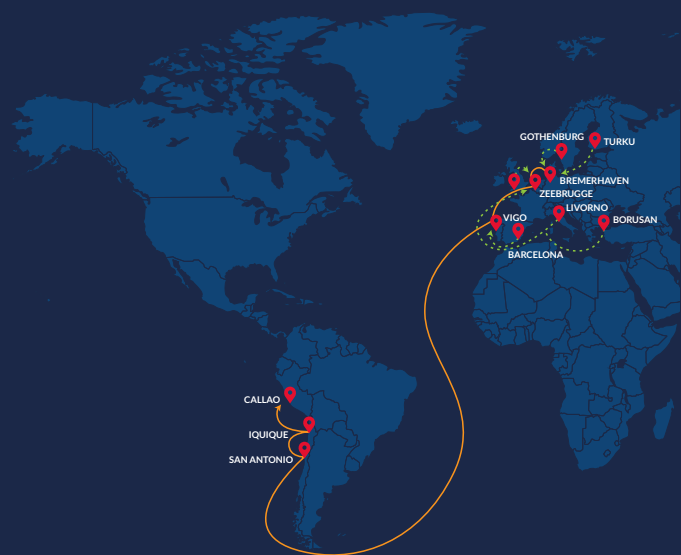 GOTHENBURG
TURKU
BREMERHAVEN
ZEEBRUGGE
LIVORNO
VIGO
BORUSAN
BARCELONA
CALLAO
IQUIQUE
SAN ANTONIO